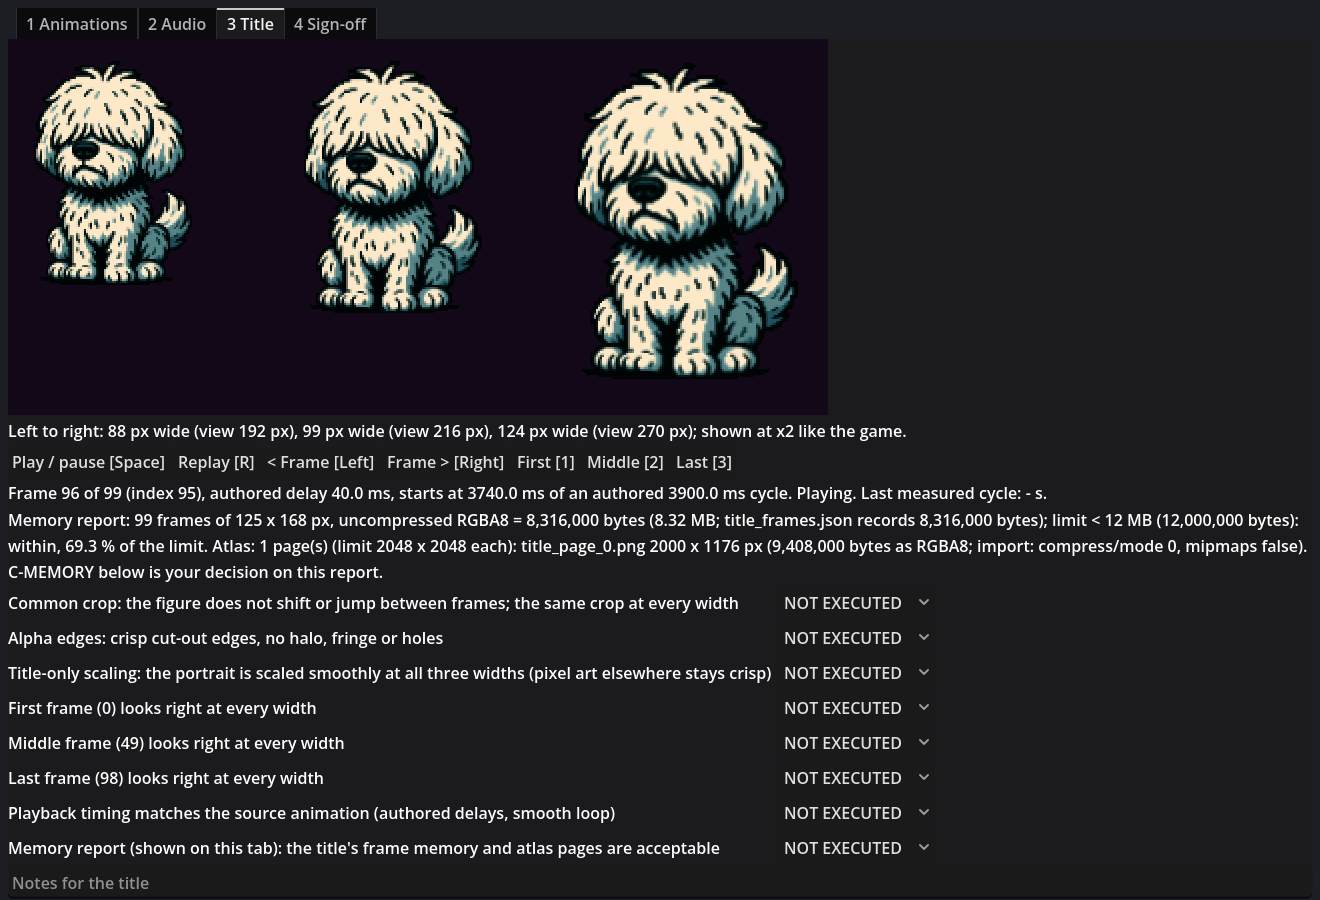 1 Animations 2 Audio 3 Title 4 Sign-off
Left to right: 88 px wide (view 192 px), 99 px wide (view 216 px), 124 px wide (view 270 px); shown at x2 like the game.
Play / pause [Space] Replay [R] < Frame [Left] Frame > [Right] First [1] Middle [2] Last [3]
Frame 96 of 99 (index 95), authored delay 40.0 ms, starts at 3740.0 ms of an authored 3900.0 ms cycle. Playing. Last measured cycle: - s.
Memory report: 99 frames of 125 x 168 px, uncompressed RGBA8 = 8,316,000 bytes (8.32 MB; title_frames.json records 8,316,000 bytes); limit < 12 MB (12,000,000 bytes):
within, 69.3 % of the limit. Atlas: 1 page(s) (limit 2048 x 2048 each): title_page_0.png 2000 x 1176 px (9,408,000 bytes as RGBA8; import: compress/mode 0, mipmaps false).
C-MEMORY below is your decision on this report.
Common crop: the figure does not shift or jump between frames; the same crop at every width NOT EXECUTED
Alpha edges: crisp cut-out edges, no halo, fringe or holes NOT EXECUTED
Title-only scaling: the portrait is scaled smoothly at all three widths (pixel art elsewhere stays crisp) NOT EXECUTED
First frame (0) looks right at every width NOT EXECUTED
Middle frame (49) looks right at every width NOT EXECUTED
Last frame (98) looks right at every width NOT EXECUTED
Playback timing matches the source animation (authored delays, smooth loop) NOT EXECUTED
Memory report (shown on this tab): the title's frame memory and atlas pages are acceptable NOT EXECUTED
Notes for the title